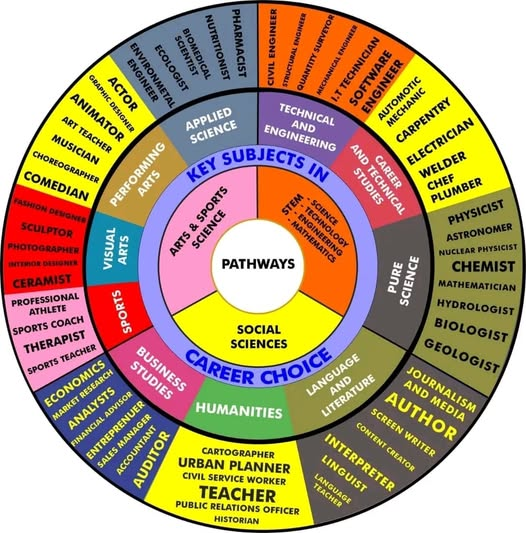 PATHWAYS
STEM
- SCIENCE
- TECHNOLOGY
- ENGINEERING
- MATHEMATICS
SOCIAL
SCIENCES
ARTS & SPORTS
SCIENCE
KEY SUBJECTS IN
CAREER CHOICE
TECHNICAL
AND
ENGINEERING
CAREER
AND TECHNICAL
STUDIES
PURE
SCIENCE
LANGUAGE
AND
LITERATURE
HUMANITIES
BUSINESS
STUDIES
SPORTS
VISUAL
ARTS
PERFORMING
ARTS
APPLIED
SCIENCE
CIVIL ENGINEER
STRUCTURAL ENGINEER
QUANTITY SURVEYOR
MECHANICAL ENGINEER
I.T TECHNICIAN
SOFTWARE
ENGINEER
AUTOMOTIC
MECHANIC
CARPENTRY
ELECTRICIAN
WELDER
CHEF
PLUMBER
PHYSICIST
ASTRONOMER
NUCLEAR PHYSICIST
CHEMIST
MATHEMATICIAN
HYDROLOGIST
BIOLOGIST
GEOLOGIST
JOURNALISM
AND MEDIA
AUTHOR
SCREEN WRITER
CONTENT CREATOR
INTERPRETER
LINGUIST
LANGUAGE
TEACHER
CARTOGRAPHER
URBAN PLANNER
CIVIL SERVICE WORKER
TEACHER
PUBLIC RELATIONS OFFICER
HISTORIAN
ECONOMICS
MARKET RESEARCH
ANALYSTS
FINANCIAL ADVISOR
ENTREPRENUER
SALES MANAGER
ACCOUNTANT
AUDITOR
PROFESSIONAL
ATHLETE
SPORTS COACH
THERAPIST
SPORTS TEACHER
FASHION DESIGNER
SCULPTOR
PHOTOGRAPHER
INTERIOR DESIGNER
CERAMIST
ACTOR
GRAPHIC DESIGNER
ANIMATOR
ART TEACHER
MUSICIAN
CHOREOGRAPHER
COMEDIAN
ENVIRONMETAL
ENGINEER
ECOLOGIST
BIOMEDICAL
SCIENTIST
NUTRITIONIST
PHARMACIST